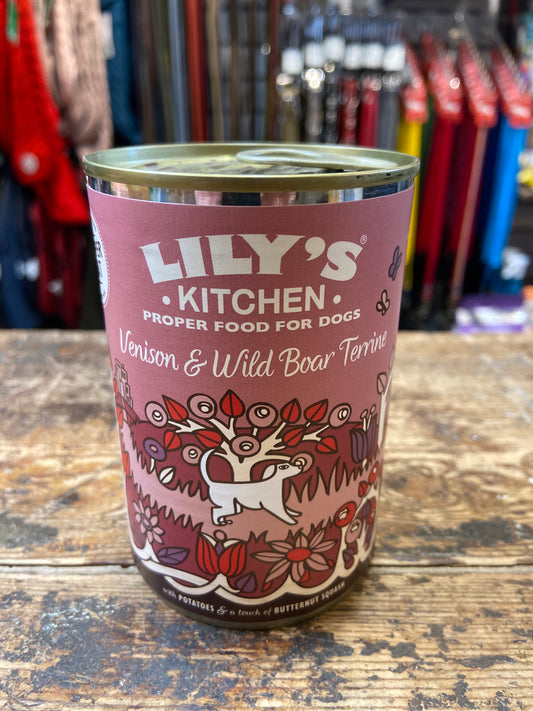 LILY'S®
· KITCHEN ·
PROPER FOOD FOR DOGS
Venison & Wild Boar Terrine
with POTATOES & a touch of BUTTERNUT SQUASH